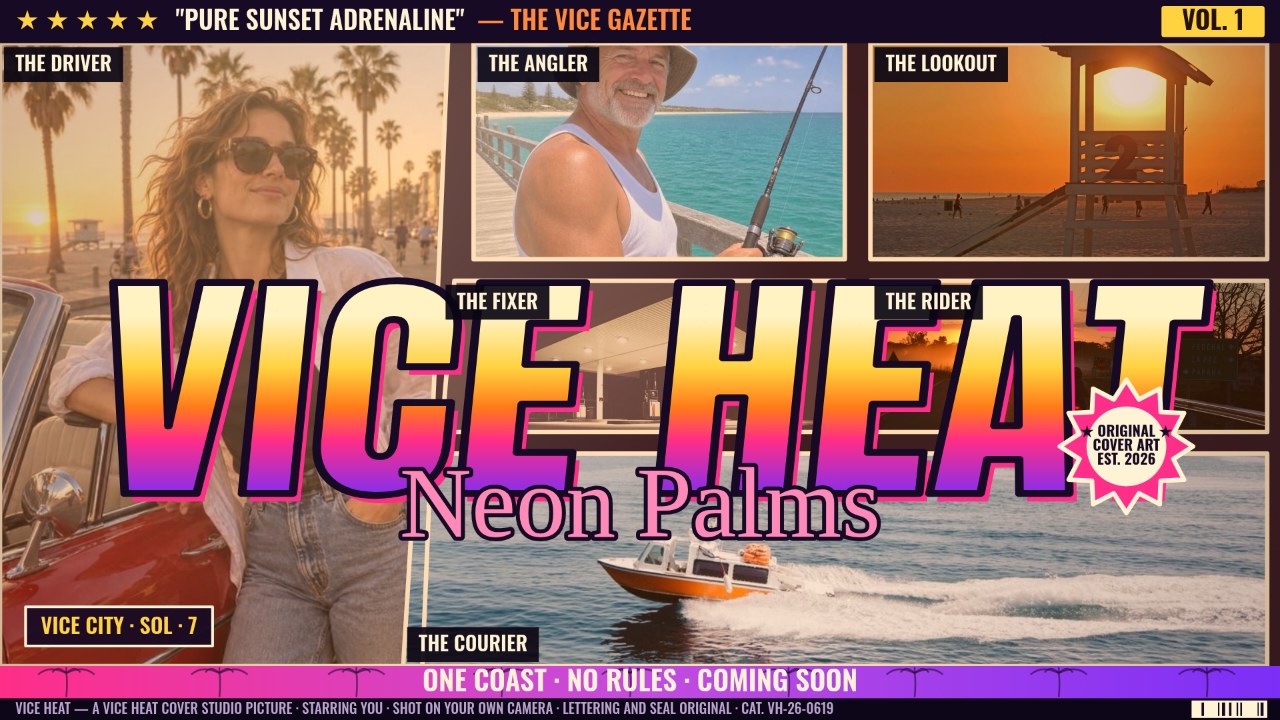 ★★★★★ "PURE SUNSET ADRENALINE" — THE VICE GAZETTE
VOL. 1
THE DRIVER
THE ANGLER
THE LOOKOUT
2
THE FIXER
THE RIDER
VICE HEAT
Neon Palms
★ ORIGINAL ★
COVER ART
EST. 2026
VICE CITY · SOL · 7
THE COURIER
ONE COAST · NO RULES · COMING SOON
VICE HEAT — A VICE HEAT COVER STUDIO PICTURE · STARRING YOU · SHOT ON YOUR OWN CAMERA · LETTERING AND SEAL ORIGINAL · CAT. VH-26-0619